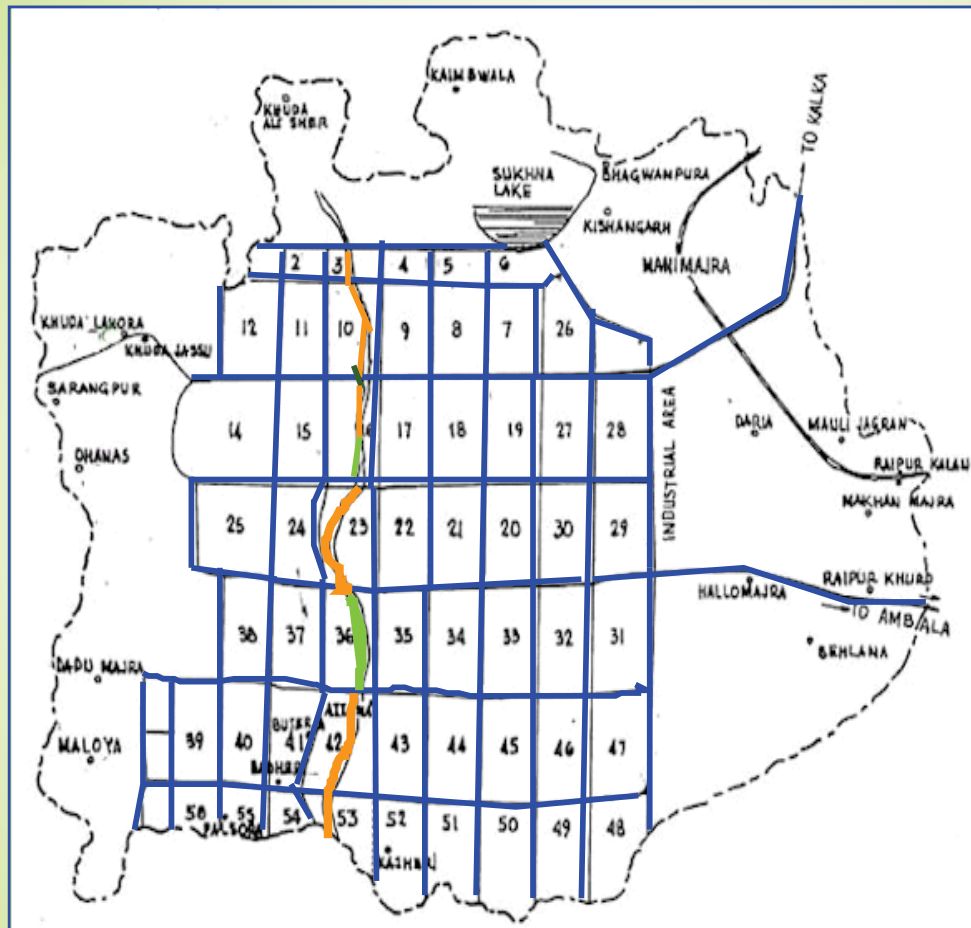 KAIMBWALA
KHUDA
ALI SHER
TO KALKA
SUKHNA
LAKE
BHAGWANPURA
KISHANGARH
MANIMAJRA
2 3 4 5 6
KHUDA LAHORA
KHUDA JASSU
12 11 10 9 8 7 26
SARANGPUR
DHANAS
14 15 16 17 18 19 27 28
INDUSTRIAL AREA
DARIA
MAULI JAGRAN
RAIPUR KALAN
MAKHAN MAJRA
25 24 23 22 21 20 30 29
HALLOMAJRA
RAIPUR KHURD
TO AMBALA
BEHLANA
38 37 36 35 34 33 32 31
DADU MAJRA
MALOYA
BUTERLA
ATTAWA
39 40 41 42 43 44 45 46 47
BADHERI
55 54 53 52 51 50 49 48
PALSORA
KAJHERI